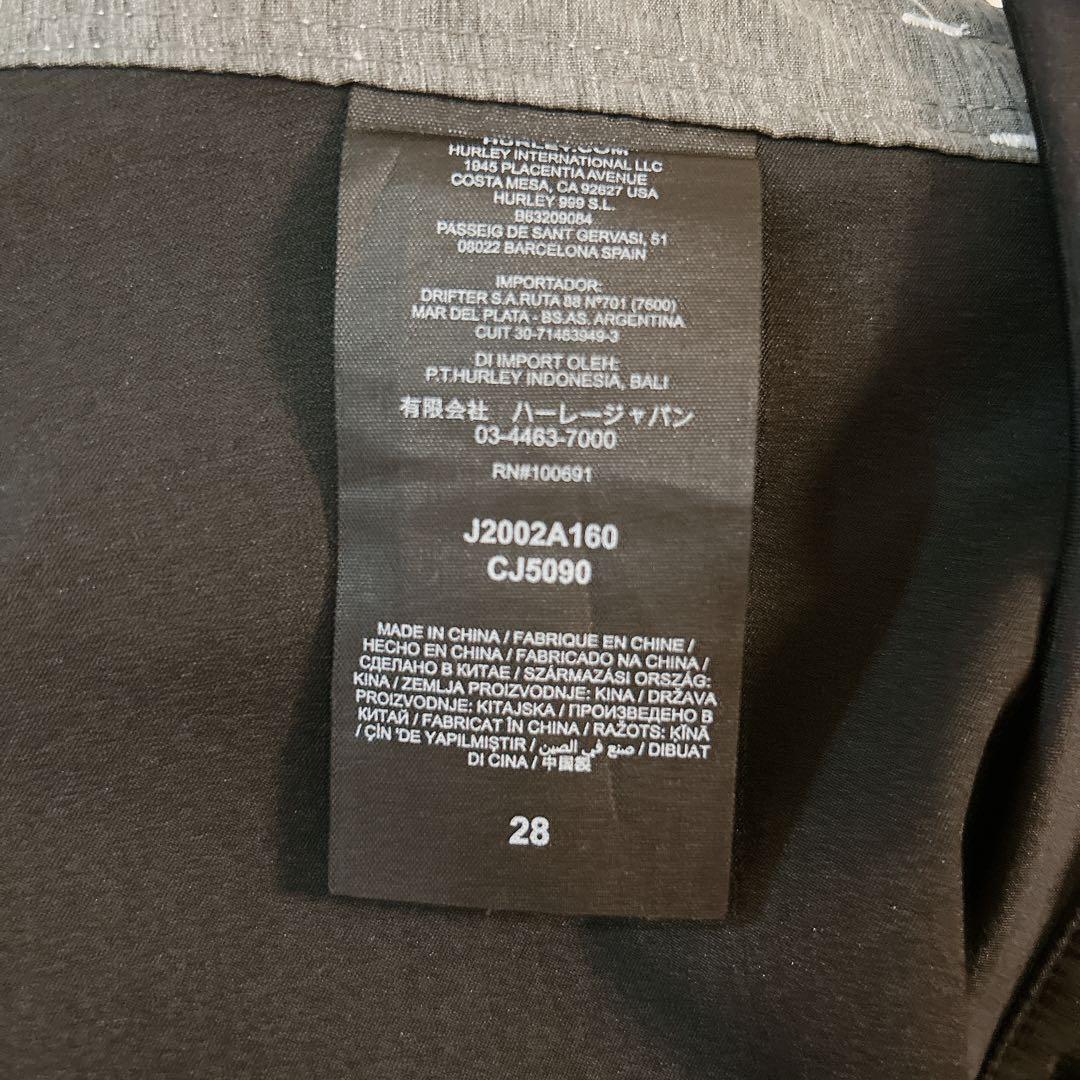 HURLEY.COM
HURLEY INTERNATIONAL LLC
1945 PLACENTIA AVENUE
COSTA MESA, CA 92627 USA
HURLEY 999 S.L.
B63209084
PASSEIG DE SANT GERVASI, 51
08022 BARCELONA SPAIN
IMPORTADOR:
DRIFTER S.A.RUTA 88 Nº701 (7600)
MAR DEL PLATA - BS.AS. ARGENTINA
CUIT 30-71483949-3
DI IMPORT OLEH:
P.T.HURLEY INDONESIA, BALI
有限会社 ハーレージャパン
03-4463-7000
RN#100691
J2002A160
CJ5090
MADE IN CHINA / FABRIQUE EN CHINE /
HECHO EN CHINA / FABRICADO NA CHINA /
СДЕЛАНО В КИТАЕ / SZÁRMAZÁSI ORSZÁG:
KINA / ZEMLJA PROIZVODNJE: KINA / DRŽAVA
PROIZVODNJE: KITAJSKA / ПРОИЗВЕДЕНО В
КИТАЙ / FABRICAT ÎN CHINA / RAŽOTS: ĶĪNĀ
/ ÇİN 'DE YAPILMIŞTIR / صنع في الصين / DIBUAT
DI CINA / 中国製
28